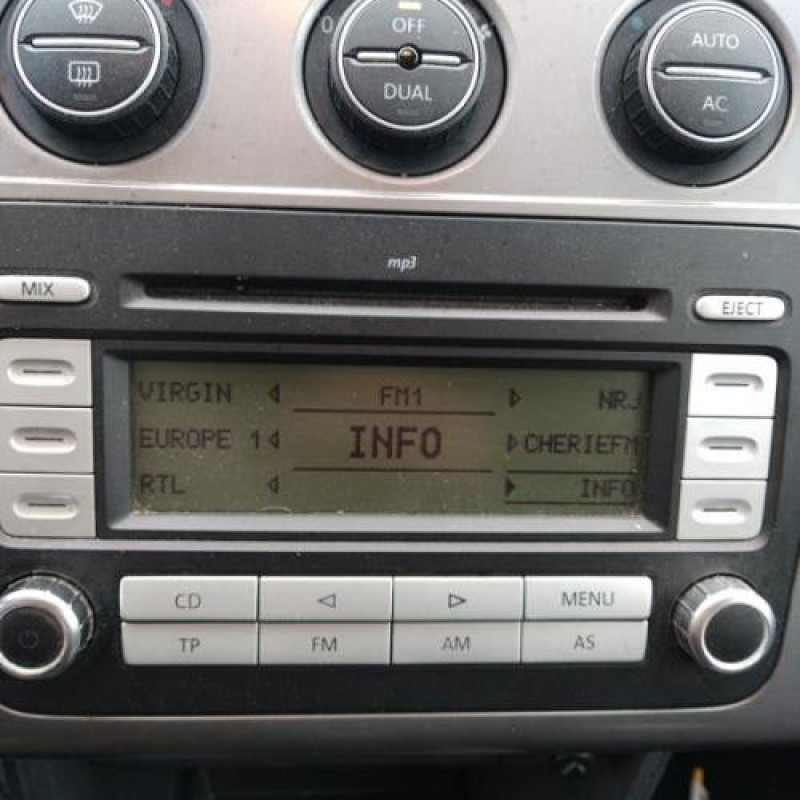 0 OFF AUTO
DUAL AC
mp3
MIX EJECT
VIRGIN FM1 NRJ
EUROPE 1 INFO CHERIEFM
RTL INFO
CD MENU
TP FM AM AS